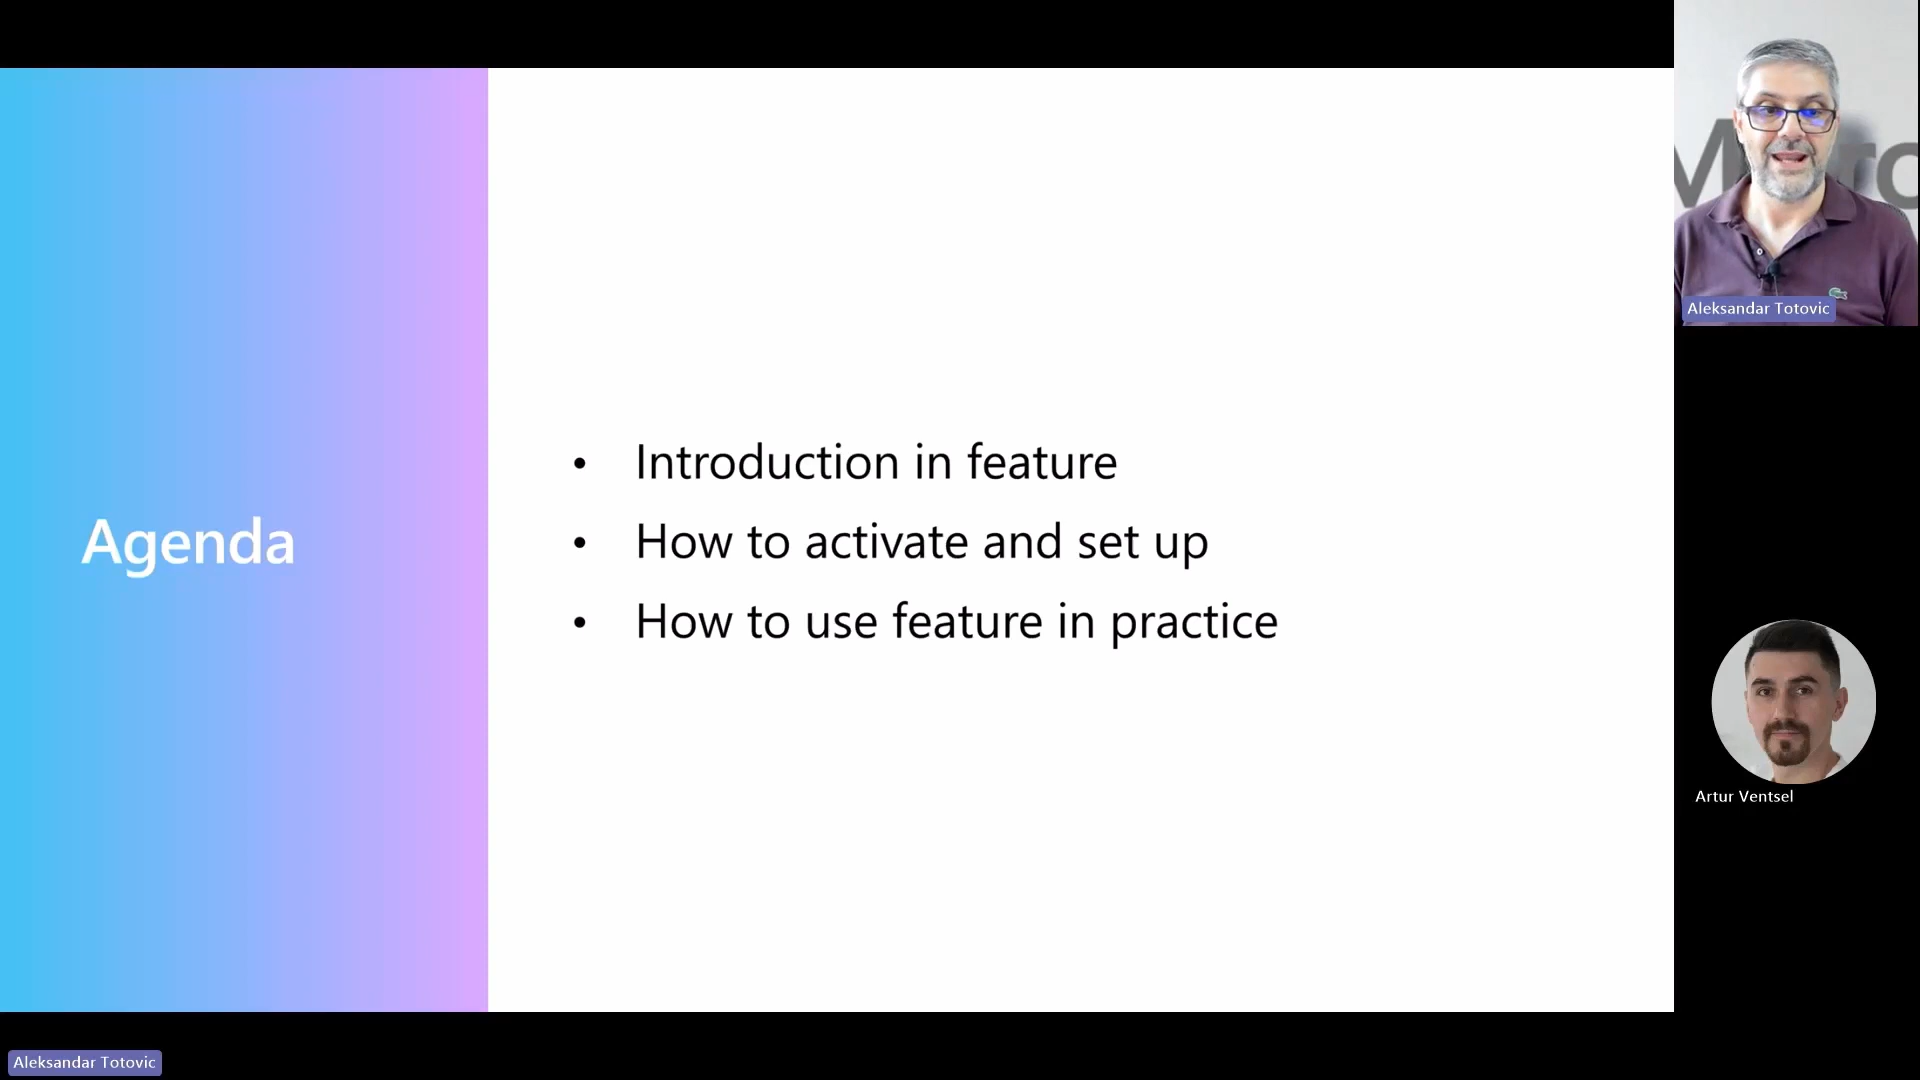 Agenda
• Introduction in feature
• How to activate and set up
• How to use feature in practice
Aleksandar Totovic
Artur Ventsel
Aleksandar Totovic